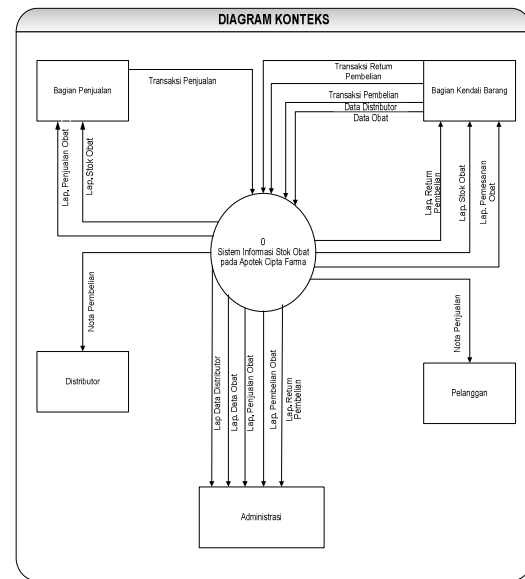 DIAGRAM KONTEKS
Bagian Penjualan
Transaksi Penjualan
Transaksi Return
Pembelian
Transaksi Pembelian
Data Distributor
Data Obat
Bagian Kendali Barang
Lap. Penjualan Obat
Lap. Stok Obat
Lap. Return
Pembelian
Lap. Stok Obat
Lap. Pemesanan
Obat
0
Sistem Informasi Stok Obat
pada Apotek Cipta Farma
Nota Pembelian
Nota Penjualan
Distributor
Pelanggan
Lap Data Distributor
Lap. Data Obat
Lap. Penjualan Obat
Lap. Pembelian Obat
Lap. Return
Pembelian
Administrasi